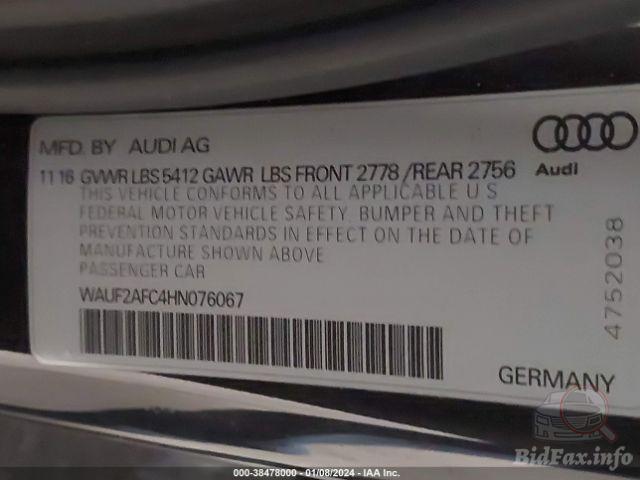 MFD. BY AUDI AG
11 16 GVWR LBS 5412 GAWR LBS FRONT 2778 /REAR 2756
Audi
THIS VEHICLE CONFORMS TO ALL APPLICABLE U S
FEDERAL MOTOR VEHICLE SAFETY, BUMPER AND THEFT
PREVENTION STANDARDS IN EFFECT ON THE DATE OF
MANUFACTURE SHOWN ABOVE
PASSENGER CAR
WAUF2AFC4HN076067
4752038
GERMANY
BidFax.info
000-38478000 - 01/08/2024 - IAA Inc.